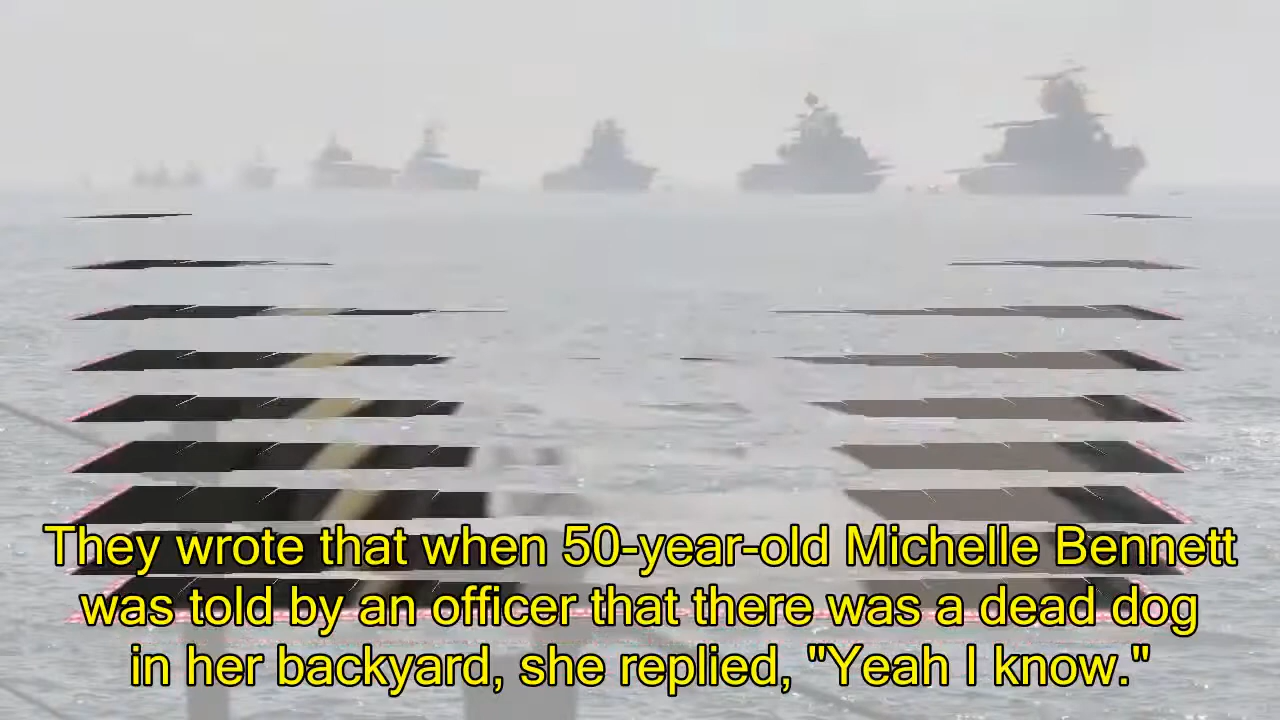 They wrote that when 50-year-old Michelle Bennett
was told by an officer that there was a dead dog
in her backyard, she replied, "Yeah I know."